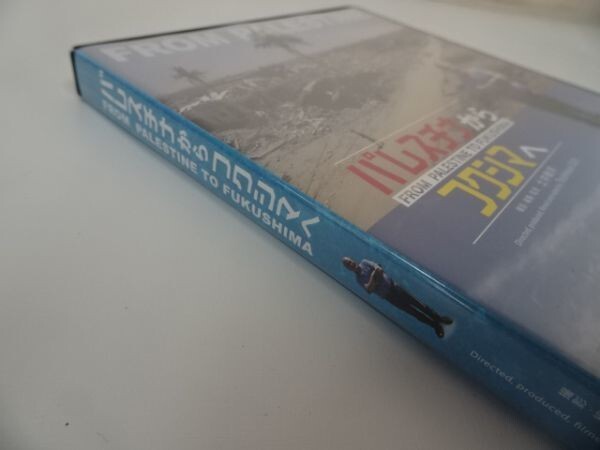 FROM PALESTINE
パレスチナから
FROM PALESTINE TO FUKUSHIMA
フクシマへ
パレスチナからフクシマへ
FROM PALESTINE TO FUKUSHIMA
Directed, produced, filmed